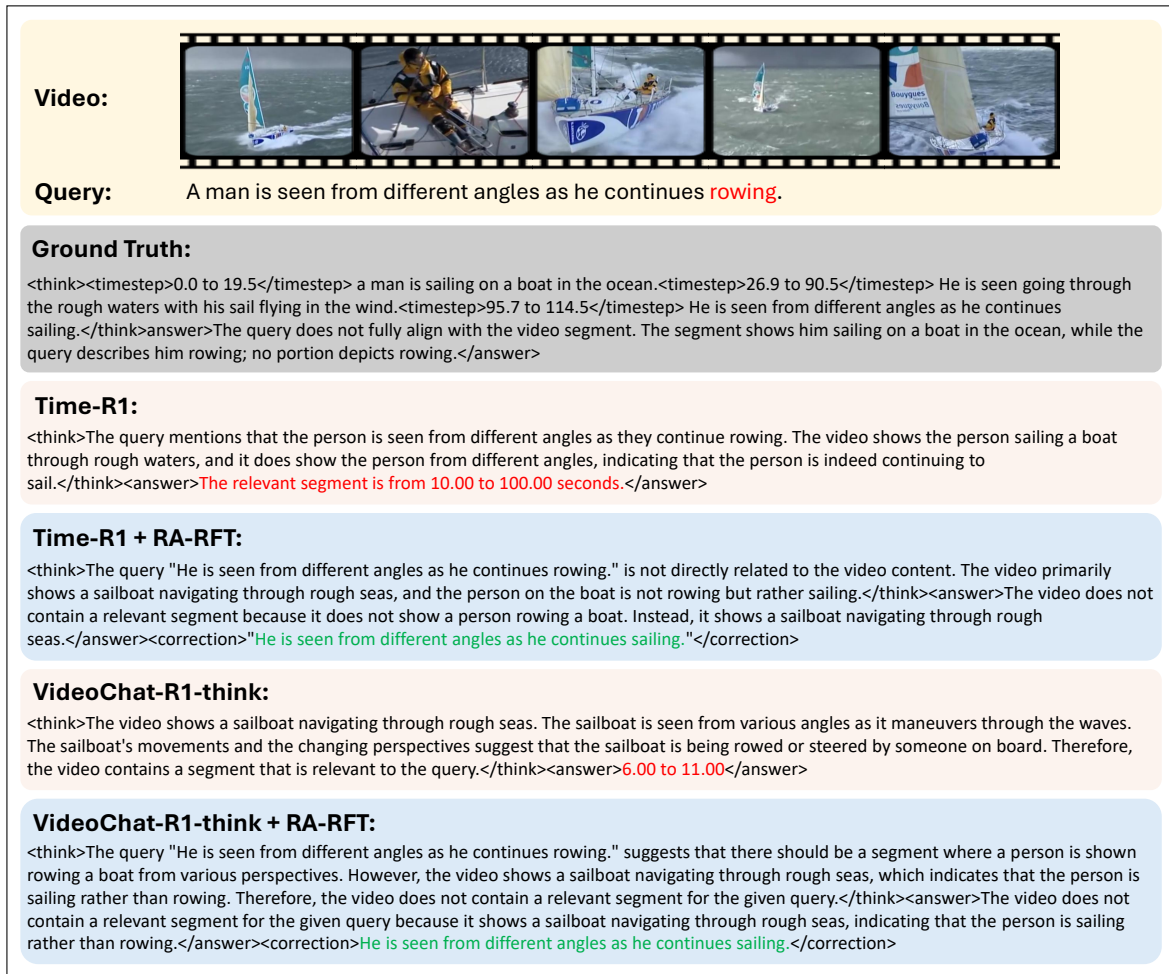 Video:
Bouygues
Query:
A man is seen from different angles as he continues rowing.
Ground Truth:
<think><timestep>0.0 to 19.5</timestep> a man is sailing on a boat in the ocean.<timestep>26.9 to 90.5</timestep> He is seen going through
the rough waters with his sail flying in the wind.<timestep>95.7 to 114.5</timestep> He is seen from different angles as he continues
sailing.</think>answer>The query does not fully align with the video segment. The segment shows him sailing on a boat in the ocean, while the
query describes him rowing; no portion depicts rowing.</answer>
Time-R1:
<think>The query mentions that the person is seen from different angles as they continue rowing. The video shows the person sailing a boat
through rough waters, and it does show the person from different angles, indicating that the person is indeed continuing to
sail.</think><answer>The relevant segment is from 10.00 to 100.00 seconds.</answer>
Time-R1 + RA-RFT:
<think>The query "He is seen from different angles as he continues rowing." is not directly related to the video content. The video primarily
shows a sailboat navigating through rough seas, and the person on the boat is not rowing but rather sailing.</think><answer>The video does not
contain a relevant segment because it does not show a person rowing a boat. Instead, it shows a sailboat navigating through rough
seas.</answer><correction>"He is seen from different angles as he continues sailing."</correction>
VideoChat-R1-think:
<think>The video shows a sailboat navigating through rough seas. The sailboat is seen from various angles as it maneuvers through the waves.
The sailboat's movements and the changing perspectives suggest that the sailboat is being rowed or steered by someone on board. Therefore,
the video contains a segment that is relevant to the query.</think><answer>6.00 to 11.00</answer>
VideoChat-R1-think + RA-RFT:
<think>The query "He is seen from different angles as he continues rowing." suggests that there should be a segment where a person is shown
rowing a boat from various perspectives. However, the video shows a sailboat navigating through rough seas, which indicates that the person is
sailing rather than rowing. Therefore, the video does not contain a relevant segment for the given query.</think><answer>The video does not
contain a relevant segment for the given query because it shows a sailboat navigating through rough seas, indicating that the person is sailing
rather than rowing.</answer><correction>He is seen from different angles as he continues sailing.</correction>